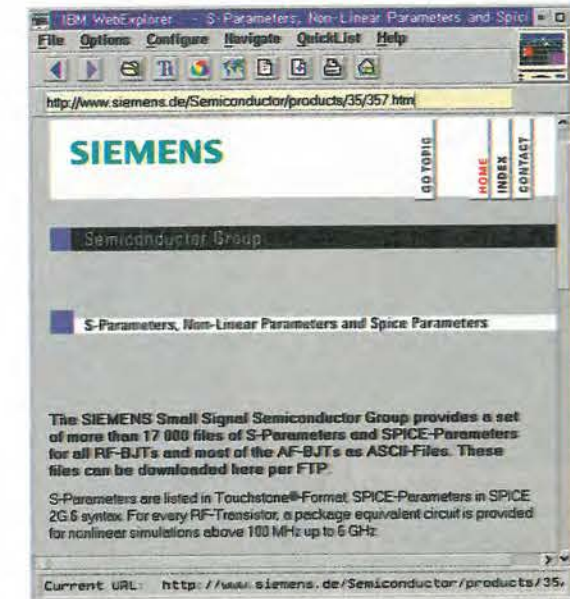 IBM WebExplorer - S-Parameters, Non-Linear Parameters and Spici
File Options Configure Navigate QuickList Help
http://www.siemens.de/Semiconductor/products/35/357.htm
SIEMENS
GO TOPIC
HOME
INDEX
CONTACT
Semiconductor Group
S-Parameters, Non-Linear Parameters and Spice Parameters
The SIEMENS Small Signal Semiconductor Group provides a set
of more than 17 000 files of S-Parameters and SPICE-Parameters
for all RF-BJTs and most of the AF-BJTs as ASCII-Files. These
files can be downloaded here per FTP.
S-Parameters are listed in Touchstone®-Format, SPICE-Parameters in SPICE
2G.6 syntax. For every RF-Transistor, a package equivalent circuit is provided
for nonlinear simulations above 100 MHz up to 6 GHz.
Current URL: http://www.siemens.de/Semiconductor/products/35,